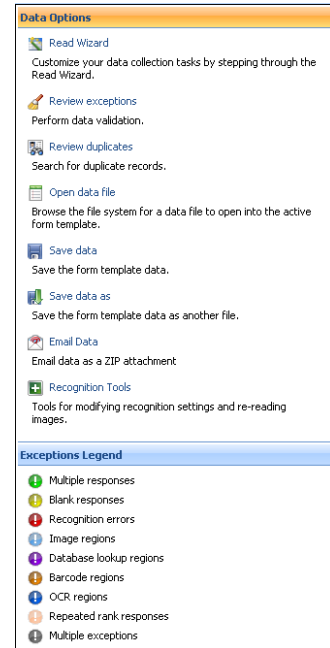 Data Options
Read Wizard
Customize your data collection tasks by stepping through the
Read Wizard.
Review exceptions
Perform data validation.
Review duplicates
Search for duplicate records.
Open data file
Browse the file system for a data file to open into the active
form template.
Save data
Save the form template data.
Save data as
Save the form template data as another file.
Email Data
Email data as a ZIP attachment
Recognition Tools
Tools for modifying recognition settings and re-reading
images.
Exceptions Legend
Multiple responses
Blank responses
Recognition errors
Image regions
Database lookup regions
Barcode regions
OCR regions
Repeated rank responses
Multiple exceptions